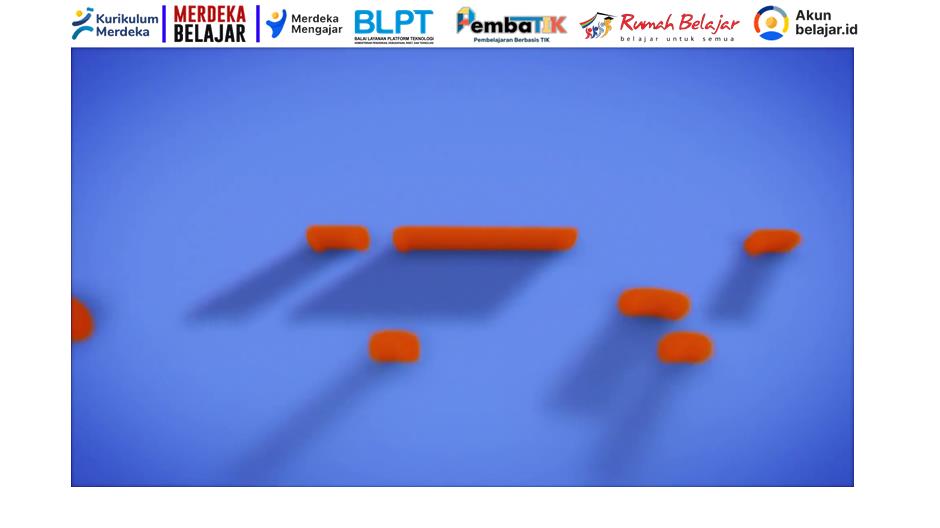 Kurikulum
Merdeka
MERDEKA
BELAJAR
Merdeka
Mengajar
BLPT
BALAI LAYANAN PLATFORM TEKNOLOGI
PembaTIK
Pembelajaran Berbasis TIK
Rumah Belajar
belajar untuk semua
Akun
belajar.id